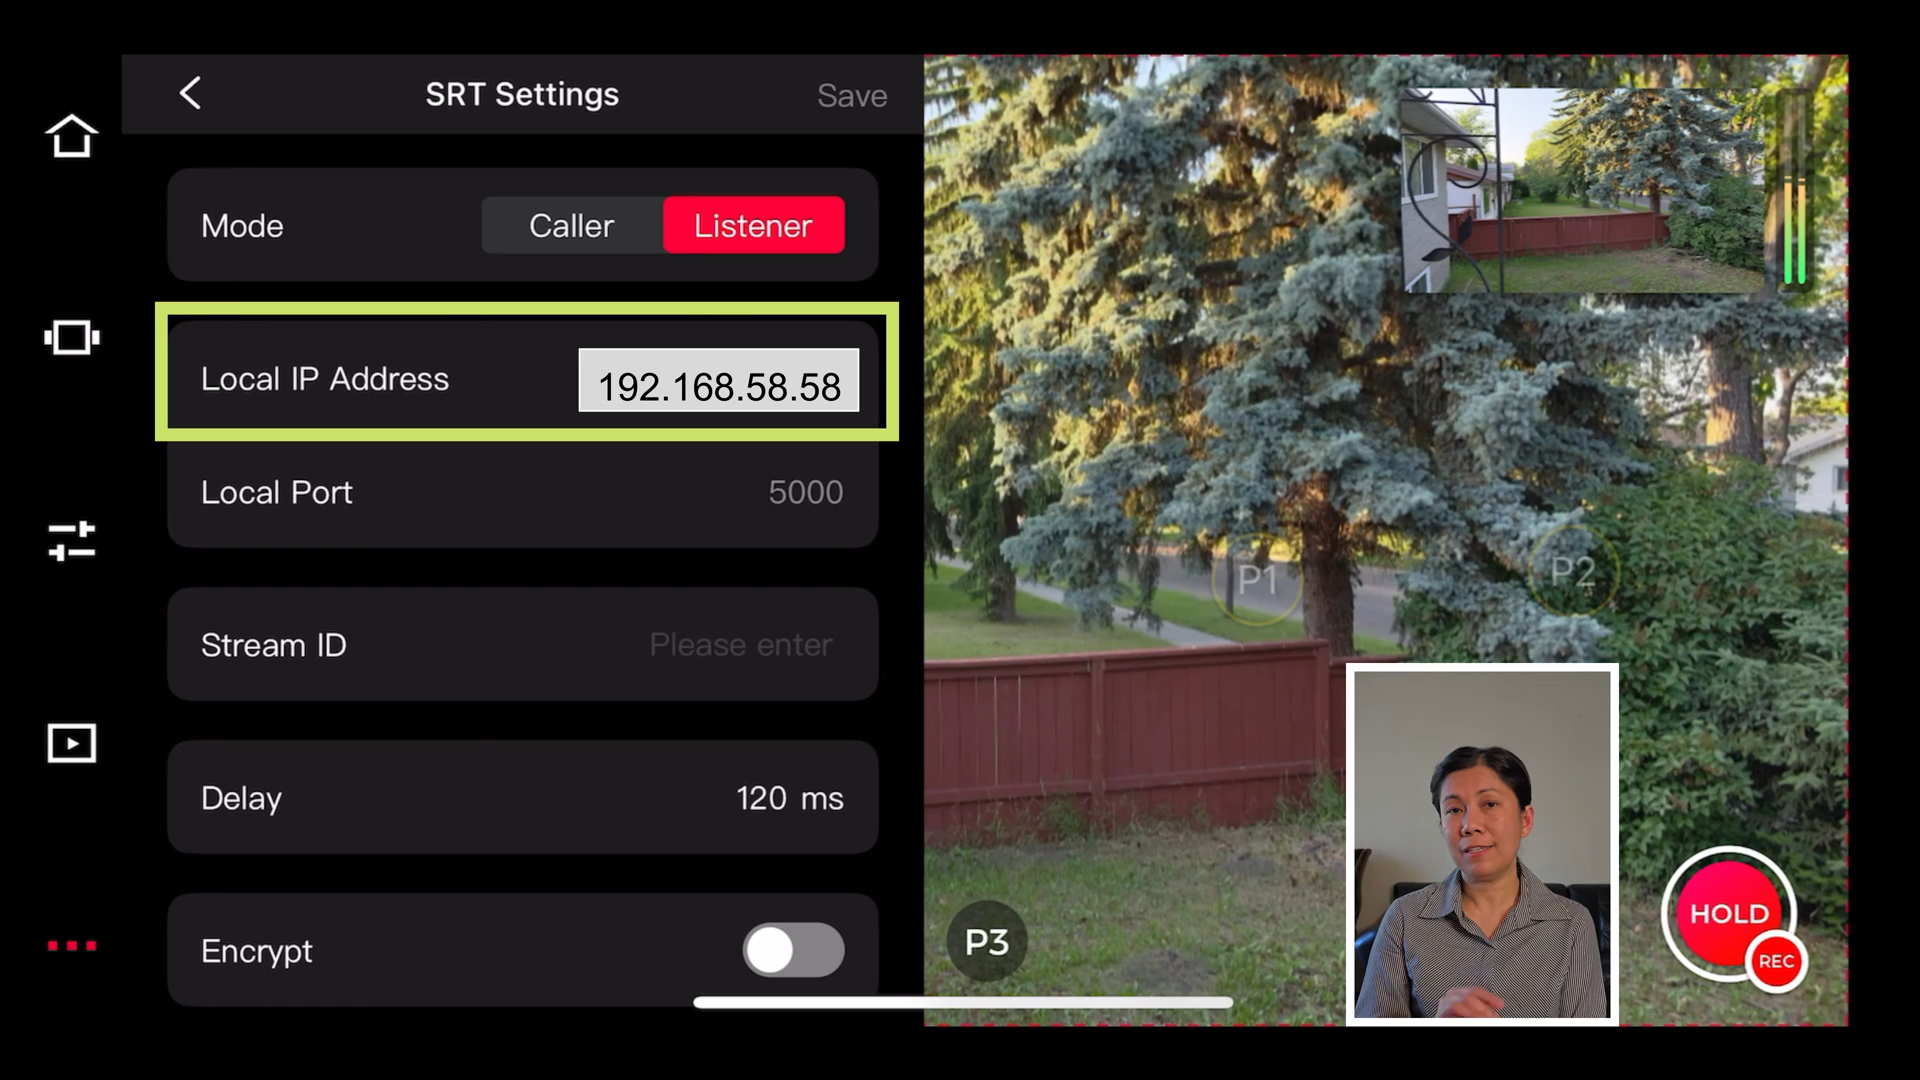 SRT Settings
Save
Mode
Caller
Listener
Local IP Address
192.168.58.58
Local Port
5000
Stream ID
Please enter
Delay
120 ms
Encrypt
P1
P2
P3
HOLD
REC